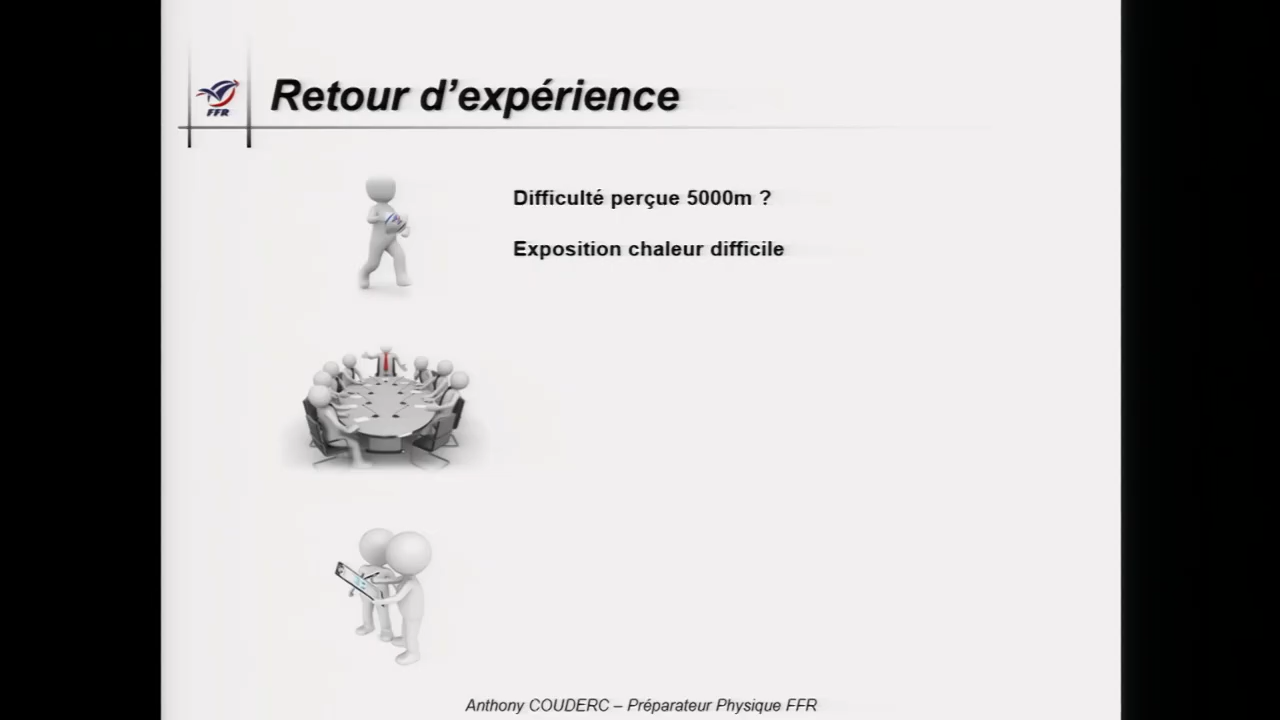 FFR
Retour d'expérience
Difficulté perçue 5000m ?
Exposition chaleur difficile
Anthony COUDERC – Préparateur Physique FFR